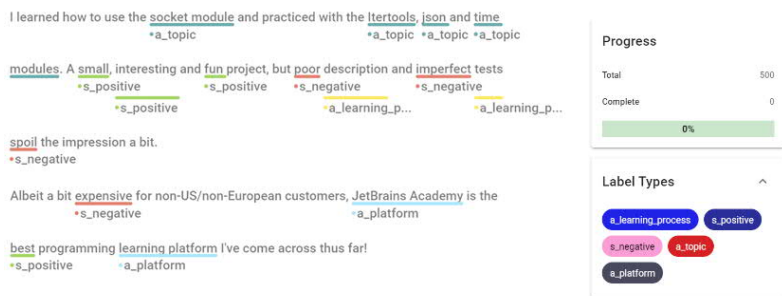 I learned how to use the socket module and practiced with the Itertools, json and time
•a_topic •a_topic •a_topic •a_topic
modules. A small, interesting and fun project, but poor description and imperfect tests
•s_positive •s_positive •s_negative •s_negative
•s_positive •a_learning_p... •a_learning_p...
spoil the impression a bit.
•s_negative
Albeit a bit expensive for non-US/non-European customers, JetBrains Academy is the
•s_negative •a_platform
best programming learning platform I've come across thus far!
•s_positive •a_platform
Progress
Total 500
Complete 0
0%
Label Types
a_learning_process s_positive
s_negative a_topic
a_platform